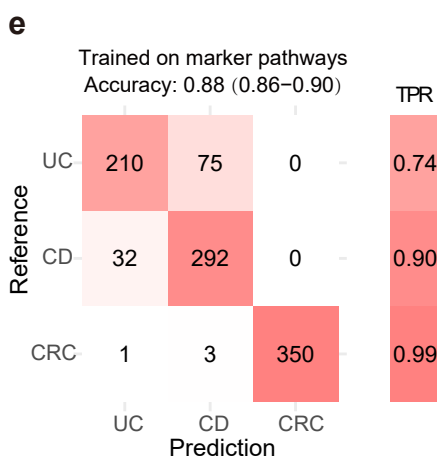 e
Trained on marker pathways
Accuracy: 0.88 (0.86−0.90)
TPR
UC 210 75 0 0.74
CD 32 292 0 0.90
CRC 1 3 350 0.99
Reference
UC CD CRC
Prediction